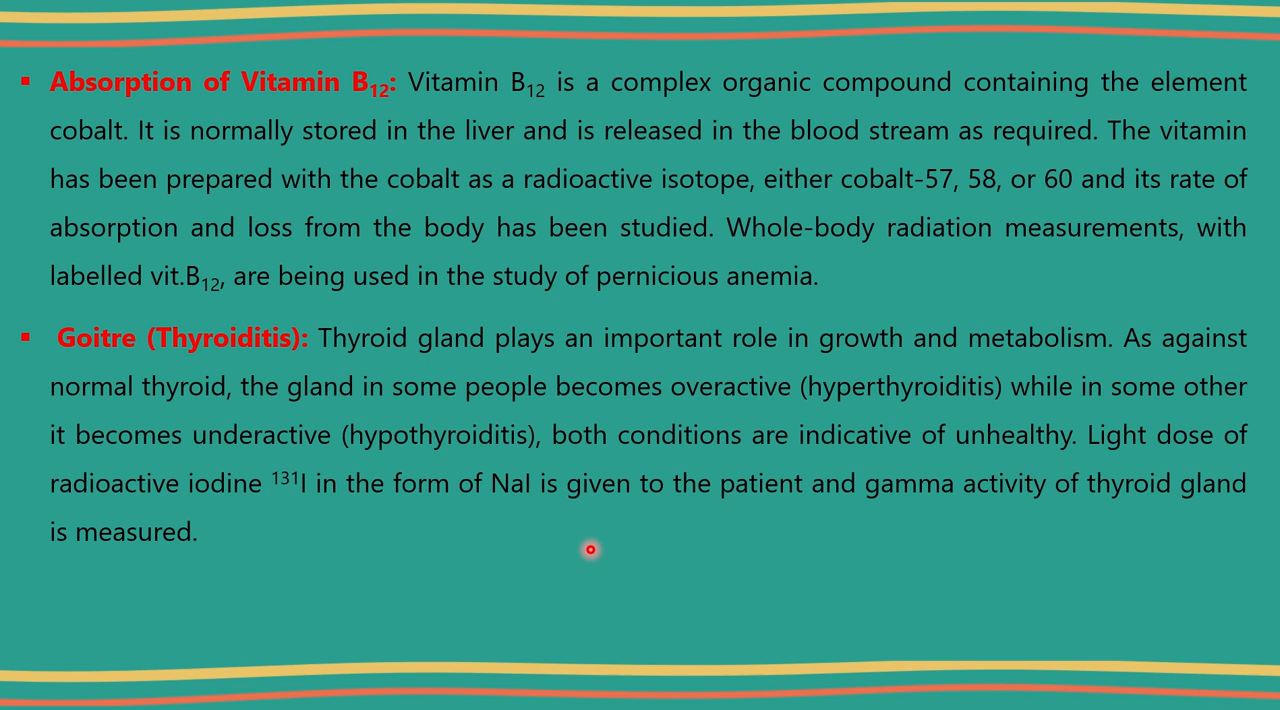 ▪ Absorption of Vitamin B₁₂: Vitamin B₁₂ is a complex organic compound containing the element
cobalt. It is normally stored in the liver and is released in the blood stream as required. The vitamin
has been prepared with the cobalt as a radioactive isotope, either cobalt-57, 58, or 60 and its rate of
absorption and loss from the body has been studied. Whole-body radiation measurements, with
labelled vit.B₁₂, are being used in the study of pernicious anemia.
▪ Goitre (Thyroiditis): Thyroid gland plays an important role in growth and metabolism. As against
normal thyroid, the gland in some people becomes overactive (hyperthyroiditis) while in some other
it becomes underactive (hypothyroiditis), both conditions are indicative of unhealthy. Light dose of
radioactive iodine ¹³¹I in the form of NaI is given to the patient and gamma activity of thyroid gland
is measured.